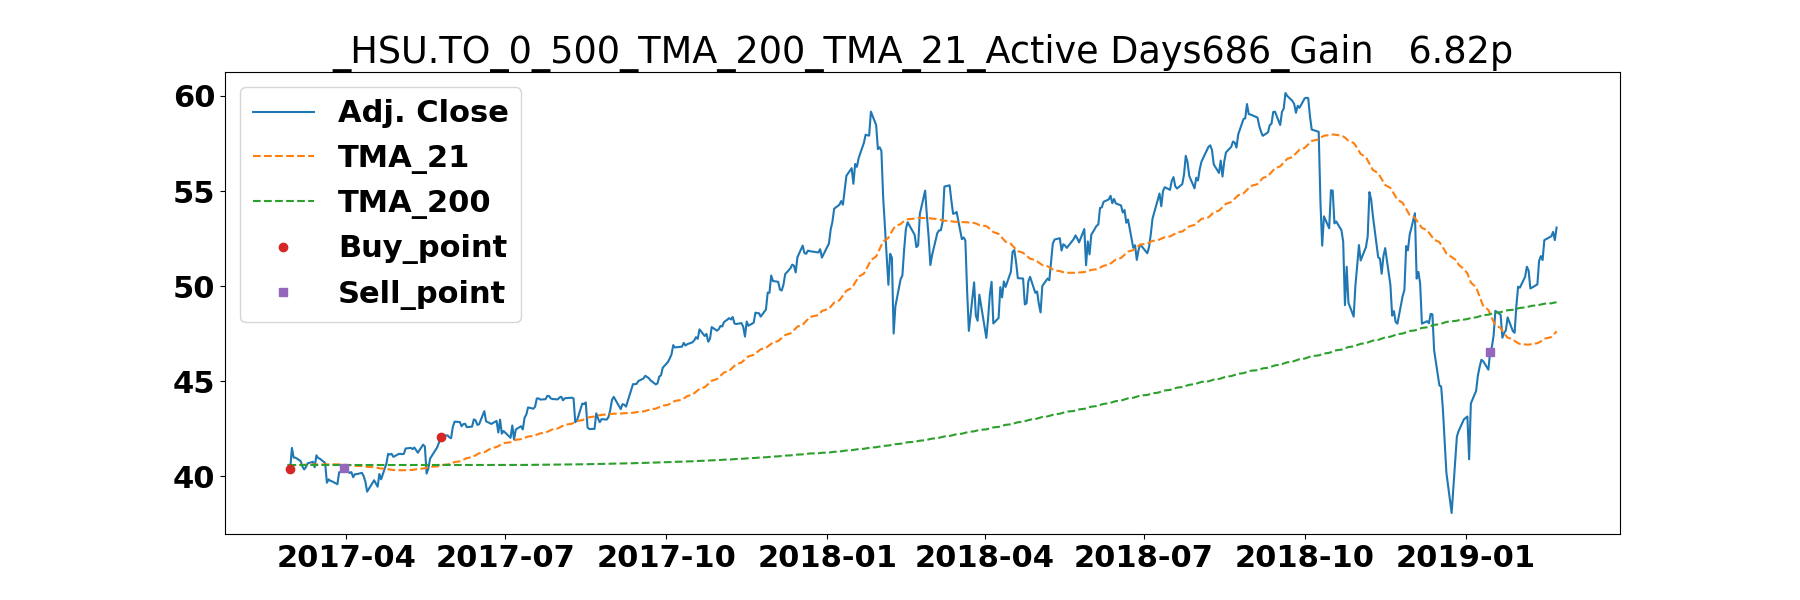 _HSU.TO_0_500_TMA_200_TMA_21_Active Days686_Gain   6.82p
60
55
50
45
40
Adj. Close
TMA_21
TMA_200
Buy_point
Sell_point
2017-04 2017-07 2017-10 2018-01 2018-04 2018-07 2018-10 2019-01